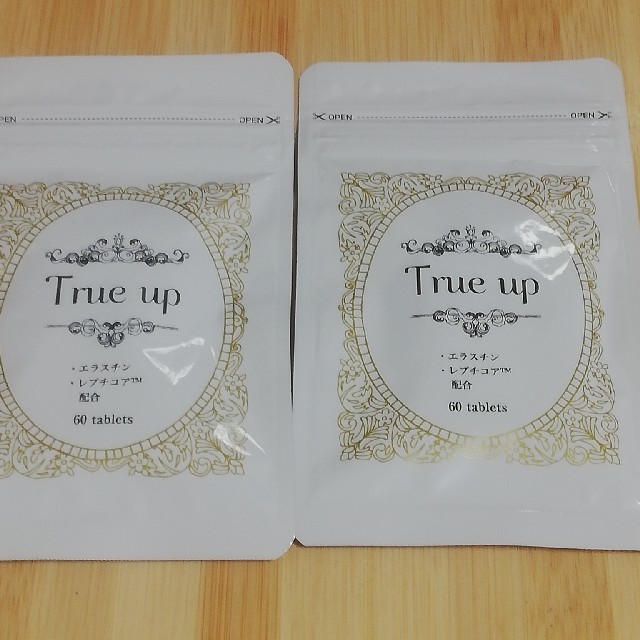 PEN OPEN
True up
・エラスチン
・レプチコア™
配合
60 tablets
OPEN OPEN
True up
・エラスチン
・レプチコア™
配合
60 tablets